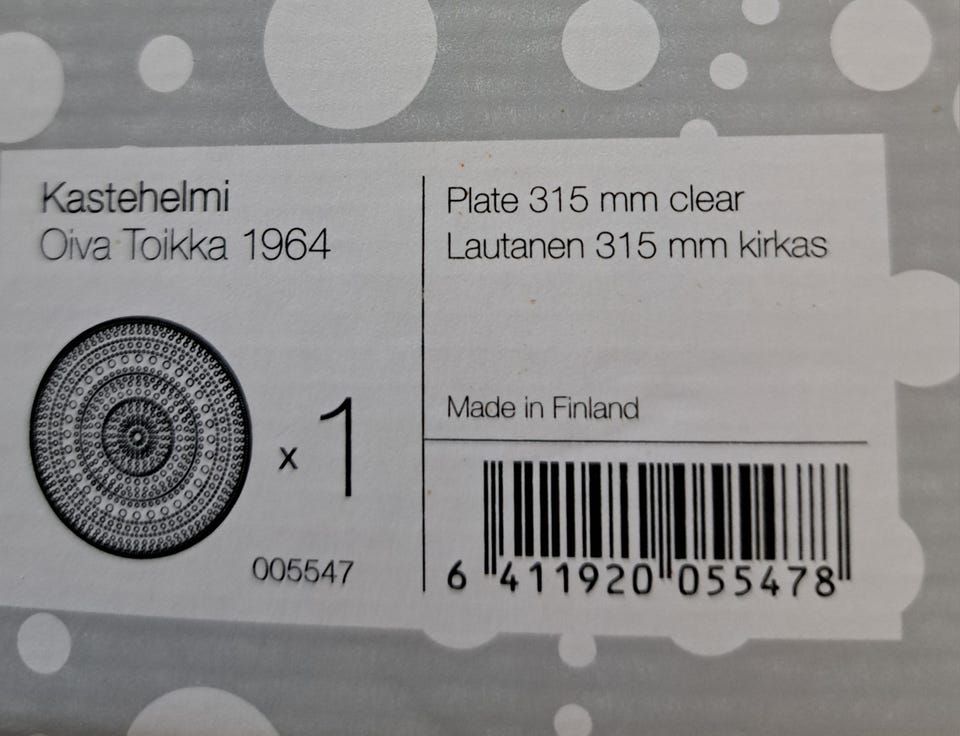 Kastehelmi
Oiva Toikka 1964
x 1
005547
Plate 315 mm clear
Lautanen 315 mm kirkas
Made in Finland
6 411920 055478